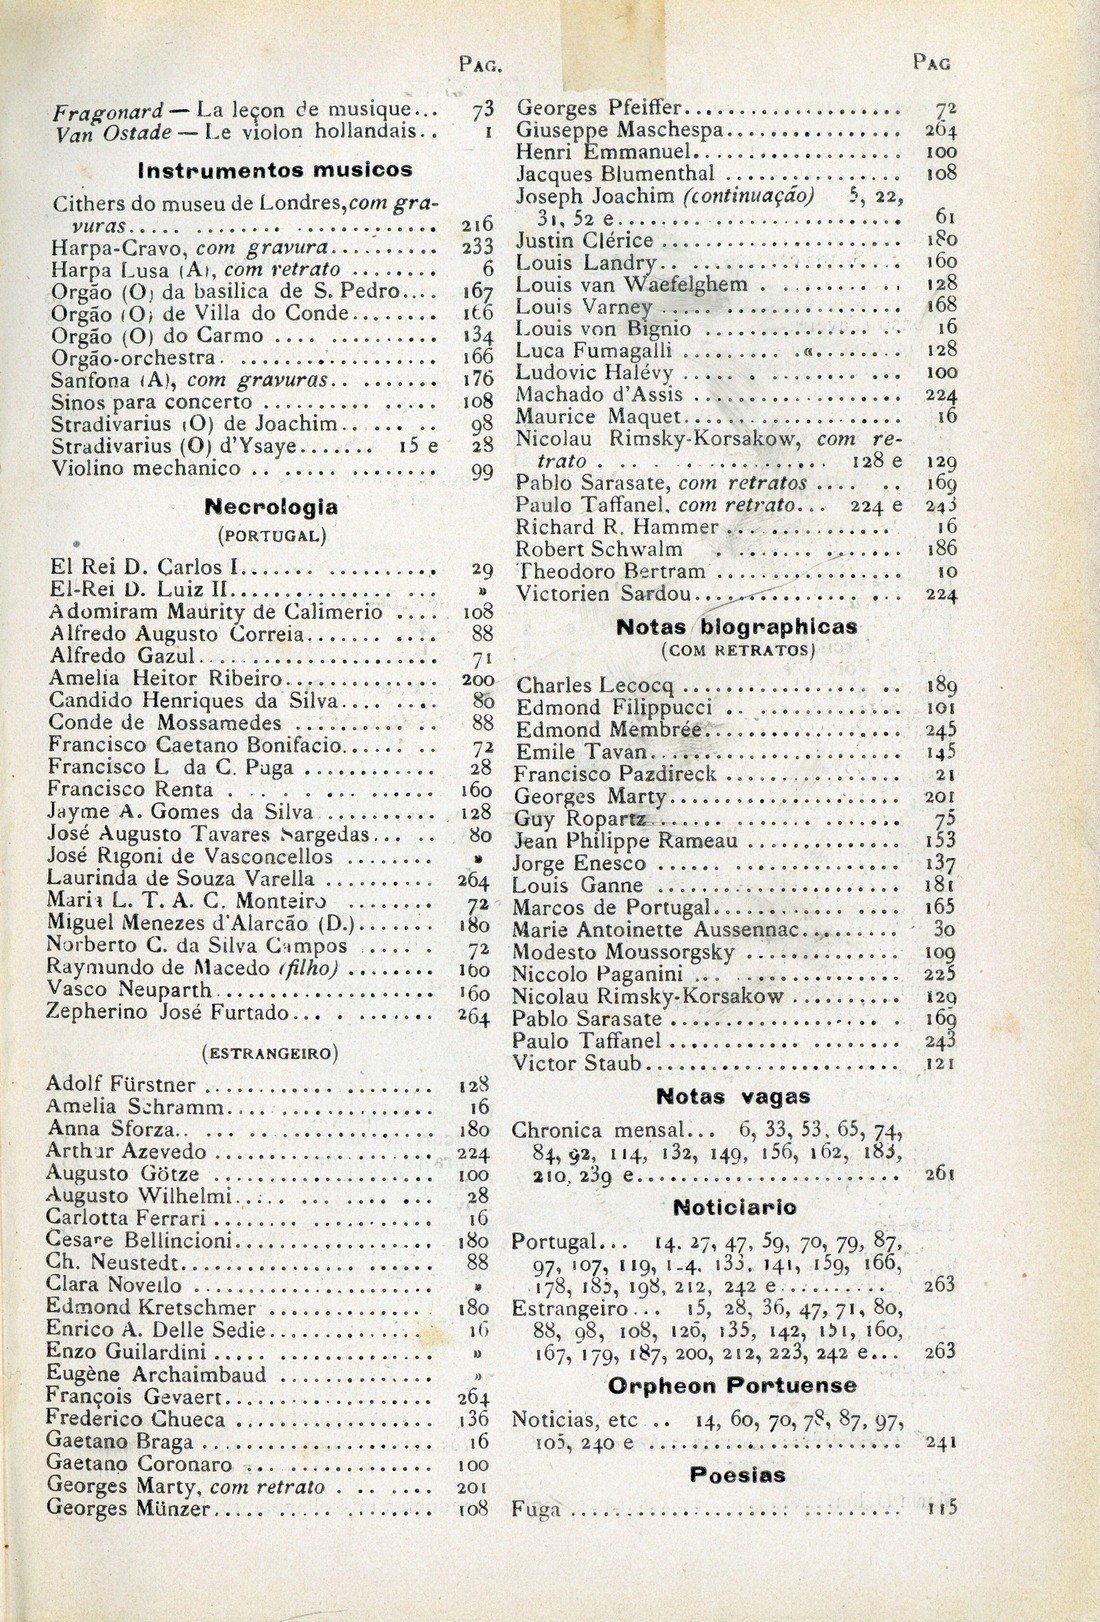 PAG.
Fragonard — La leçon de musique... 73
Van Ostade — Le violon hollandais.. 1
Instrumentos musicos
Cithers do museu de Londres, com gra-
vuras..... ......... ............. 216
Harpa-Cravo, com gravura.......... 233
Harpa Lusa (A), com retrato ........ 6
Orgão (O) da basilica de S. Pedro.... 167
Orgão (O) de Villa do Conde........ 166
Orgão (O) do Carmo .... .......... 134
Orgão-orchestra. .................. 166
Sanfona (A), com gravuras.. ........ 176
Sinos para concerto .......... ..... 108
Stradivarius (O) de Joachim.. ... .. 98
Stradivarius (O) d'Ysaye....... 15 e 28
Violino mechanico .. ..... ........ 99
Necrologia
(PORTUGAL)
El Rei D. Carlos I....... .......... 29
El-Rei D. Luiz II.............. ... »
Adomiram Maurity de Calimerio .... 108
Alfredo Augusto Correia....... .... 88
Alfredo Gazul..................... 71
Amelia Heitor Ribeiro.............. 200
Candido Henriques da Silva.... .... 80
Conde de Mossamedes ............ 88
Francisco Caetano Bonifacio...... .. 72
Francisco L da C. Puga ............ 28
Francisco Renta . . . . ... ....... 160
Jayme A. Gomes da Silva ........... 128
José Augusto Tavares Sargedas... .. 80
José Rigoni de Vasconcellos ........ »
Laurinda de Souza Varella .......... 264
Maria L. T. A. C. Monteiro ........ 72
Miguel Menezes d'Alarcão (D.)....... 180
Norberto C. da Silva Campos ..... . 72
Raymundo de Macedo (filho) ........ 160
Vasco Neuparth.................... 160
Zepherino José Furtado... . ....... 264
(ESTRANGEIRO)
Adolf Fürstner ............ ....... 128
Amelia Schramm.... .............. 16
Anna Sforza.. ... .. .............. 180
Arthur Azevedo ................... 224
Augusto Götze ................... 100
Augusto Wilhelmi..... .... ... ... 28
Carlotta Ferrari ........ .......... 16
Cesare Bellincioni.................. 180
Ch. Neustedt.............. ...... 88
Clara Novello .................... »
Edmond Kretschmer .............. 180
Enrico A. Delle Sedie............. 16
Enzo Guilardini ..... ............. »
Eugène Archaimbaud ............ »
François Gevaert................... 264
Frederico Chueca ................. 136
Gaetano Braga .................... 16
Gaetano Coronaro ... ............. 100
Georges Marty, com retrato . ... .... 201
Georges Münzer..... ..... ........ 108
PAG
Georges Pfeiffer.................... 72
Giuseppe Maschespa................ 264
Henri Emmanuel................... 100
Jacques Blumenthal ................ 108
Joseph Joachim (continuação) 5, 22,
31, 52 e......... ................ 61
Justin Clérice ...................... 180
Louis Landry.. ................... 160
Louis van Waefelghem . ......... .. 128
Louis Varney ..... ................ 168
Louis von Bignio .............. ... 16
Luca Fumagalli ......... .«........ 128
Ludovic Halévy ..... . ....... ... 100
Machado d'Assis .................. 224
Maurice Maquet................... 16
Nicolau Rimsky-Korsakow, com re-
trato . .. . . ............ 128 e 129
Pablo Sarasate, com retratos .... .. 169
Paulo Taffanel, com retrato... 224 e 243
Richard R. Hammer .............. 16
Robert Schwalm . ....... ....... 186
Theodoro Bertram ................ 10
Victorien Sardou.............. ... 224
Notas biographicas
(COM RETRATOS)
Charles Lecocq ................. .. 189
Edmond Filippucci .. ............. 101
Edmond Membrée.................. 245
Emile Tavan....................... 145
Francisco Pazdireck ............... 21
Georges Marty..................... 201
Guy Ropartz....... ....... ....... 75
Jean Philippe Rameau .............. 153
Jorge Enesco ..................... 137
Louis Ganne ..................... 181
Marcos de Portugal............ .... 165
Marie Antoinette Aussennac......... 30
Modesto Moussorgsky ............. 109
Niccolo Paganini ... .............. 225
Nicolau Rimsky-Korsakow .......... 129
Pablo Sarasate ................. . 169
Paulo Taffanel ............ ........ 243
Victor Staub....................... 121
Notas vagas
Chronica mensal... 6, 33, 53, 65, 74,
84, 92, 114, 132, 149, 156, 162, 183,
210, 239 e....................... 261
Noticiario
Portugal... 14, 27, 47, 59, 70, 79, 87,
97, 107, 119, 133, 141, 159, 166,
178, 185, 198, 212, 242 e.......... 263
Estrangeiro... 15, 28, 36, 47, 71, 80,
88, 98, 108, 126, 135, 142, 151, 160,
167, 179, 187, 200, 212, 223, 242 e... 263
Orpheon Portuense
Noticias, etc .. 14, 60, 70, 78, 87, 97,
105, 240 e ...................... 241
Poesias
Fuga ............................. 115